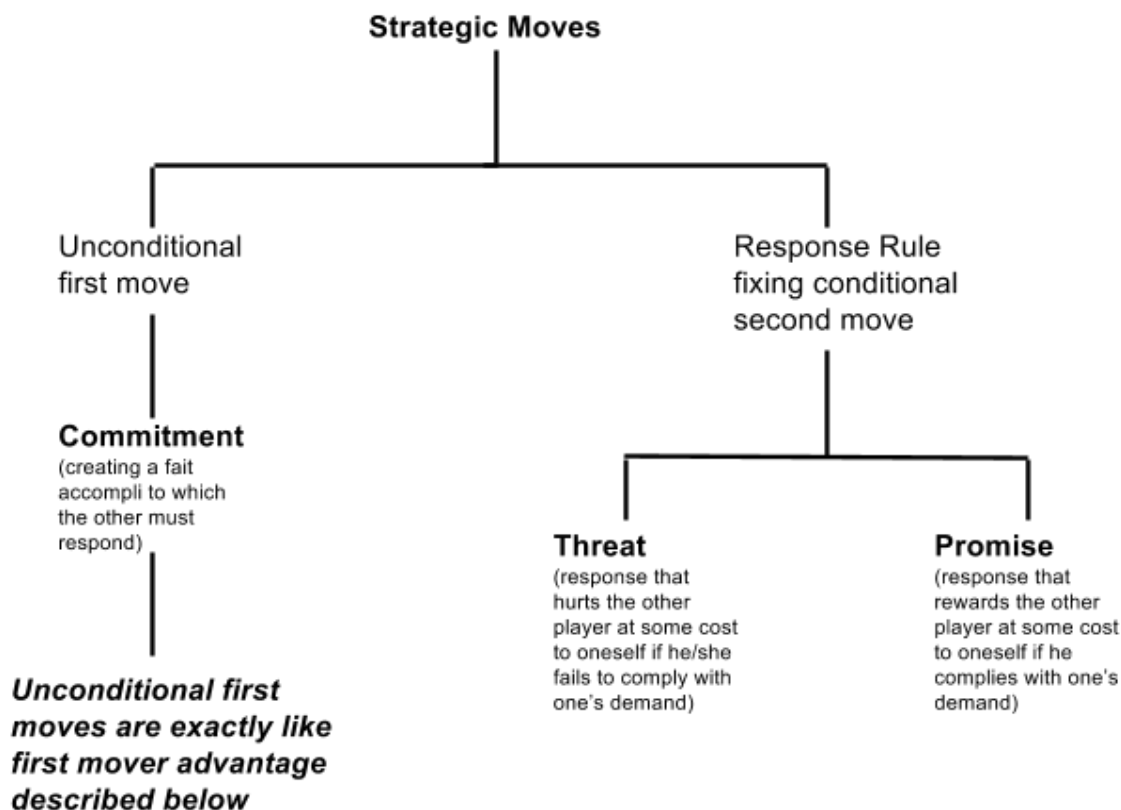 Strategic Moves
Unconditional
first move
Response Rule
fixing conditional
second move
Commitment
(creating a fait
accompli to which
the other must
respond)
Threat
(response that
hurts the other
player at some cost
to oneself if he/she
fails to comply with
one's demand)
Promise
(response that
rewards the other
player at some cost
to oneself if he
complies with one's
demand)
Unconditional first
moves are exactly like
first mover advantage
described below